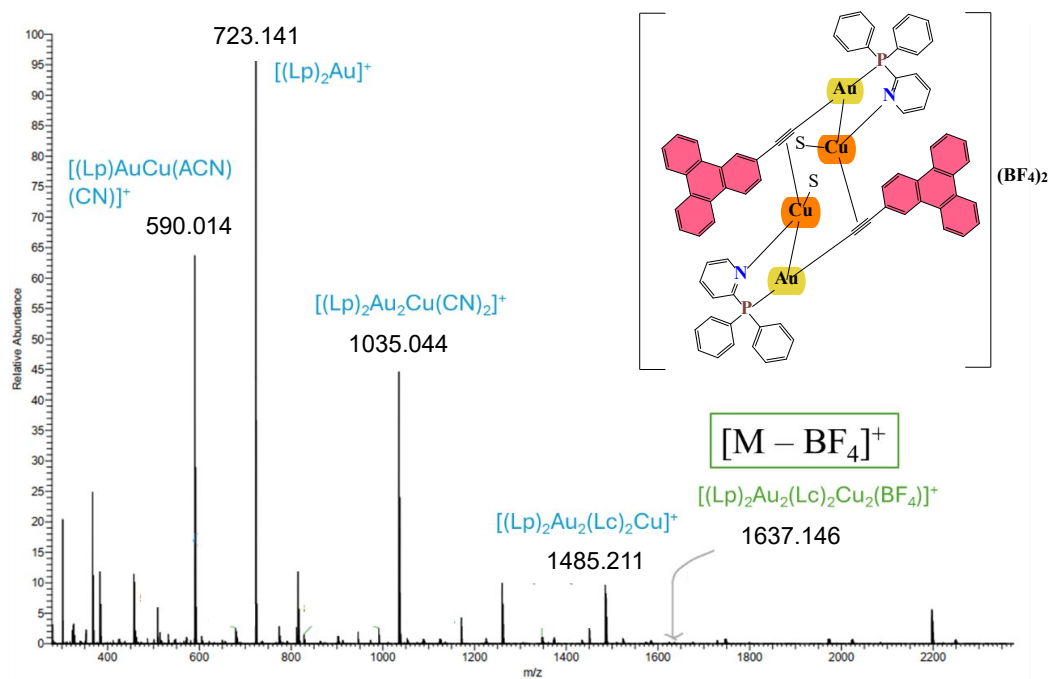 723.141
[(Lp)₂Au]⁺
[(Lp)AuCu(ACN)
(CN)]⁺
590.014
[(Lp)₂Au₂Cu(CN)₂]⁺
1035.044
[(Lp)₂Au₂(Lc)₂Cu]⁺
1485.211
[M – BF₄]⁺
[(Lp)₂Au₂(Lc)₂Cu₂(BF₄)]⁺
1637.146
P
Au
N
S
Cu
S
Cu
N
Au
P
(BF₄)₂
Relative Abundance
100
95
90
85
80
75
70
65
60
55
50
45
40
35
30
25
20
15
10
5
0
400 600 800 1000 1200 1400 1600 1800 2000 2200
m/z